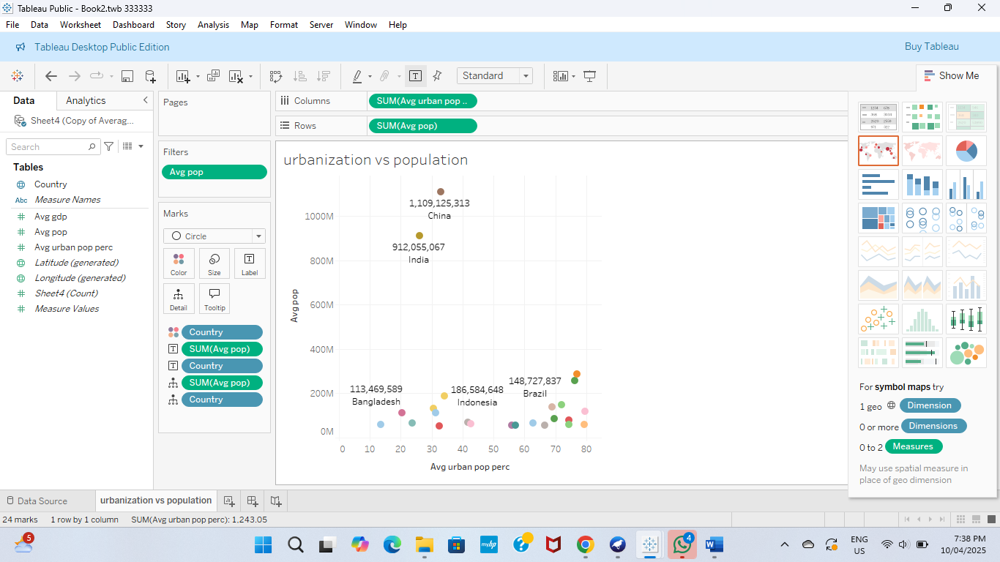 Tableau Public - Book2.twb 333333
File Data Worksheet Dashboard Story Analysis Map Format Server Window Help
Tableau Desktop Public Edition
Buy Tableau
Standard
Show Me
Data
Analytics
Sheet4 (Copy of Averag...
Search
Tables
Country
Abc Measure Names
Avg gdp
Avg pop
Avg urban pop perc
Latitude (generated)
Longitude (generated)
Sheet4 (Count)
Measure Values
Pages
Filters
Avg pop
Marks
Circle
Color
Size
Label
Detail
Tooltip
Country
SUM(Avg pop)
Country
SUM(Avg pop)
Country
Columns
SUM(Avg urban pop ..
Rows
SUM(Avg pop)
urbanization vs population
1,109,125,313
China
912,055,067
India
113,469,589
Bangladesh
186,584,648
Indonesia
148,727,837
Brazil
1000M
800M
600M
400M
200M
0M
Avg pop
0 10 20 30 40 50 60 70 80
Avg urban pop perc
For symbol maps try
1 geo Dimension
0 or more Dimensions
0 to 2 Measures
May use spatial measure in
place of geo dimension
Data Source
urbanization vs population
24 marks 1 row by 1 column SUM(Avg urban pop perc): 1,243.05
5
myhp
4
ENG
US
7:38 PM
10/04/2025